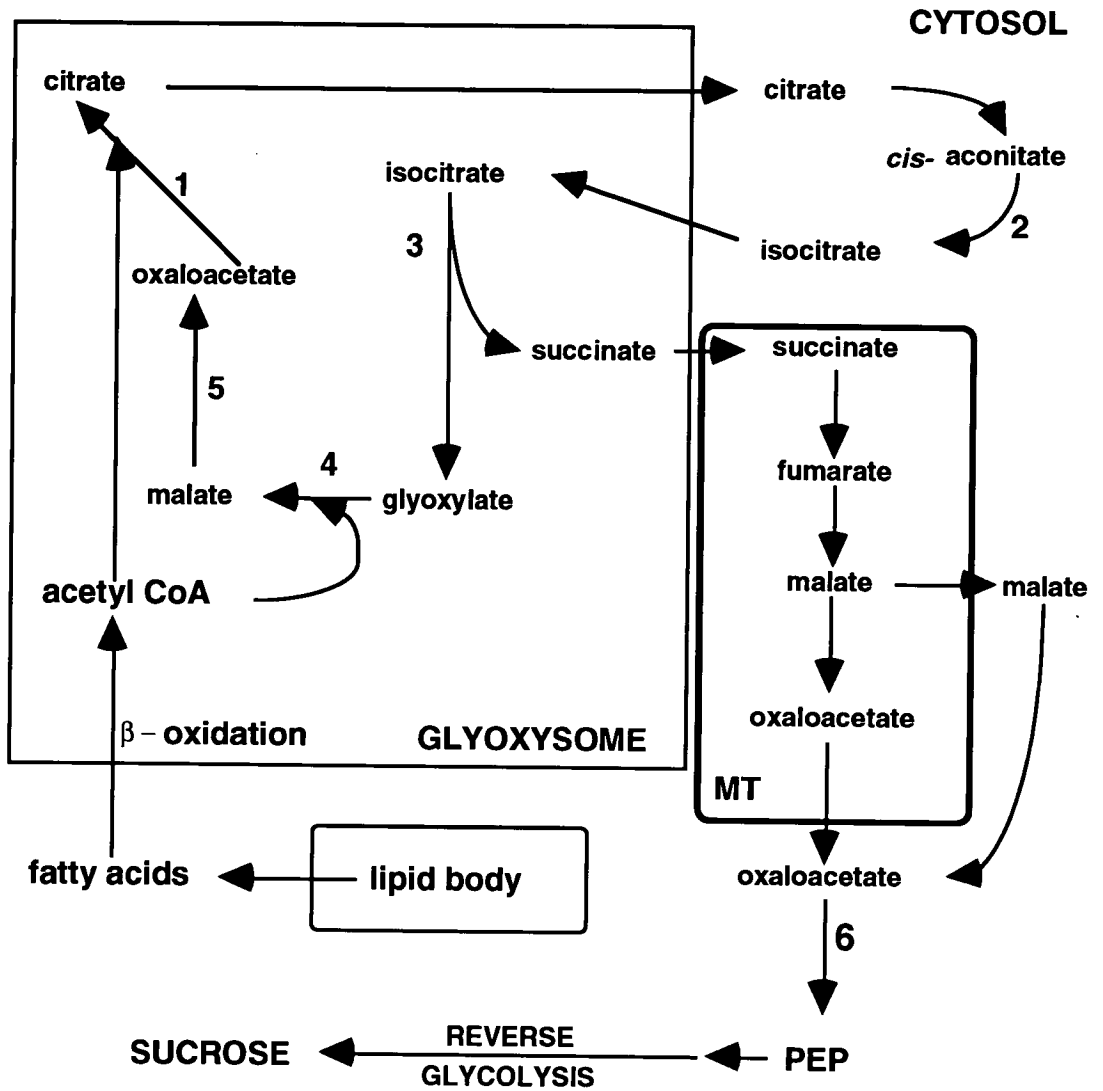 CYTOSOL
citrate
citrate
cis- aconitate
1
isocitrate
2
3
isocitrate
oxaloacetate
succinate
succinate
5
4
fumarate
malate
glyoxylate
acetyl CoA
malate
malate
oxaloacetate
β – oxidation
GLYOXYSOME
MT
fatty acids
lipid body
oxaloacetate
6
SUCROSE
REVERSE
GLYCOLYSIS
PEP